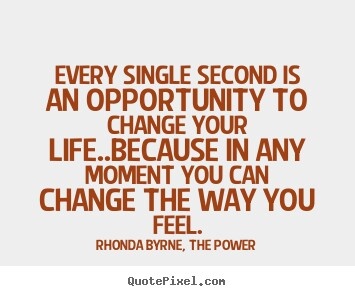 EVERY SINGLE SECOND IS
AN OPPORTUNITY TO
CHANGE YOUR
LIFE..BECAUSE IN ANY
MOMENT YOU CAN
CHANGE THE WAY YOU
FEEL.
RHONDA BYRNE, THE POWER
QuotePixel.com